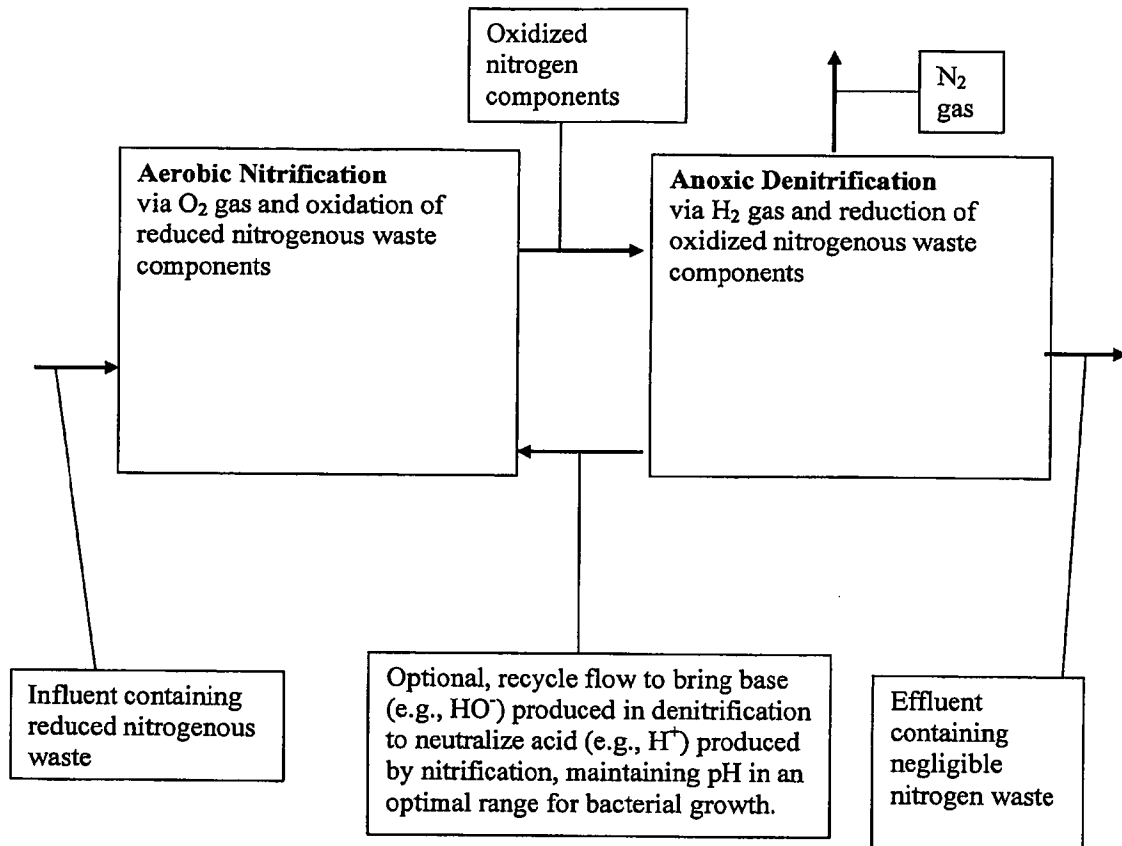 Oxidized
nitrogen
components
N₂
gas
Aerobic Nitrification
via O₂ gas and oxidation of
reduced nitrogenous waste
components
Anoxic Denitrification
via H₂ gas and reduction of
oxidized nitrogenous waste
components
Influent containing
reduced nitrogenous
waste
Optional, recycle flow to bring base
(e.g., HO⁻) produced in denitrification
to neutralize acid (e.g., H⁺) produced
by nitrification, maintaining pH in an
optimal range for bacterial growth.
Effluent
containing
negligible
nitrogen waste